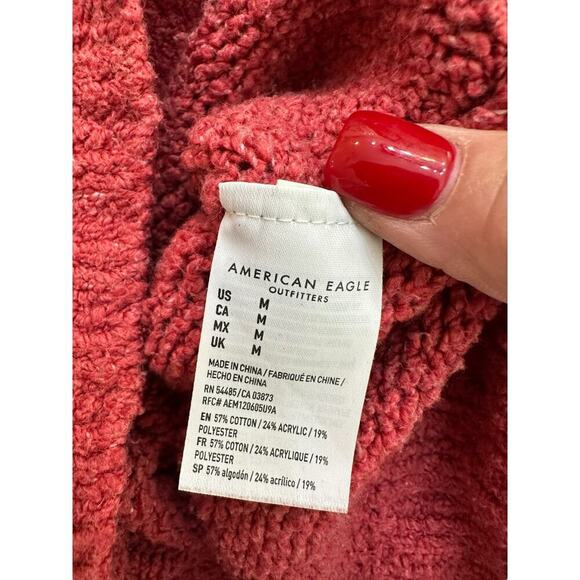 AMERICAN EAGLE
OUTFITTERS
US M
CA M
MX M
UK M
MADE IN CHINA / FABRIQUÉ EN CHINE /
HECHO EN CHINA
RN 54485/CA 03873
RFC# AEM120605U9A
EN 57% COTTON / 24% ACRYLIC / 19%
POLYESTER
FR 57% COTON / 24% ACRYLIQUE / 19%
POLYESTER
SP 57% algodón / 24% acrílico / 19%